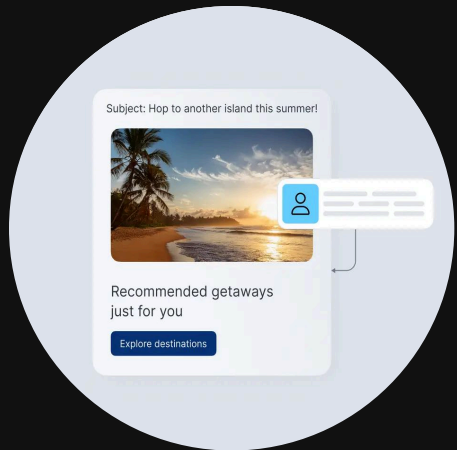 Subject: Hop to another island this summer!
Recommended getaways
just for you
Explore destinations